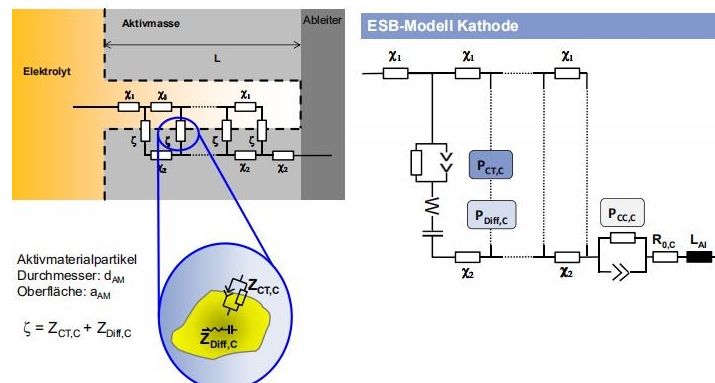 Aktivmasse
Ableiter
L
Elektrolyt
χ₁ χ₁ χ₁
ζ ζ ζ ζ
χ₂ χ₂ χ₂
Aktivmaterialpartikel
Durchmesser: d_AM
Oberfläche: a_AM
ζ = Z_CT,C + Z_Diff,C
Z_CT,C
Z_Diff,C
ESB-Modell Kathode
χ₁ χ₁ χ₁
P_CT,C
P_Diff,C
P_CC,C
R_0,C L_Al
χ₂ χ₂